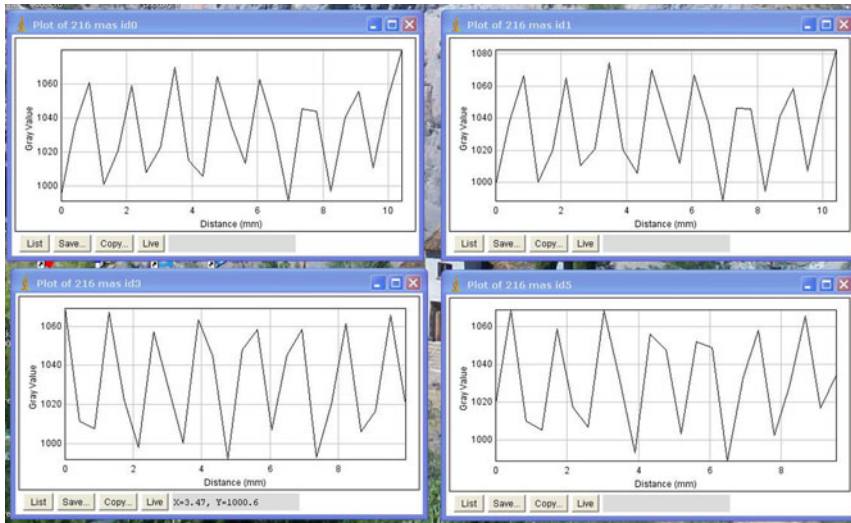 Plot of 216 mas id0
1060
1040
1020
1000
Gray Value
0
2
4
6
8
10
Distance (mm)
List
Save...
Copy...
Live
Plot of 216 mas id1
1080
1060
1040
1020
1000
Gray Value
0
2
4
6
8
10
Distance (mm)
List
Save...
Copy...
Live
Plot of 216 mas id3
1060
1040
1020
1000
Gray Value
0
2
4
6
8
Distance (mm)
List
Save...
Copy...
Live
X=3.47, Y=1000.6
Plot of 216 mas id5
1060
1040
1020
1000
Gray Value
0
2
4
6
8
Distance (mm)
List
Save...
Copy...
Live